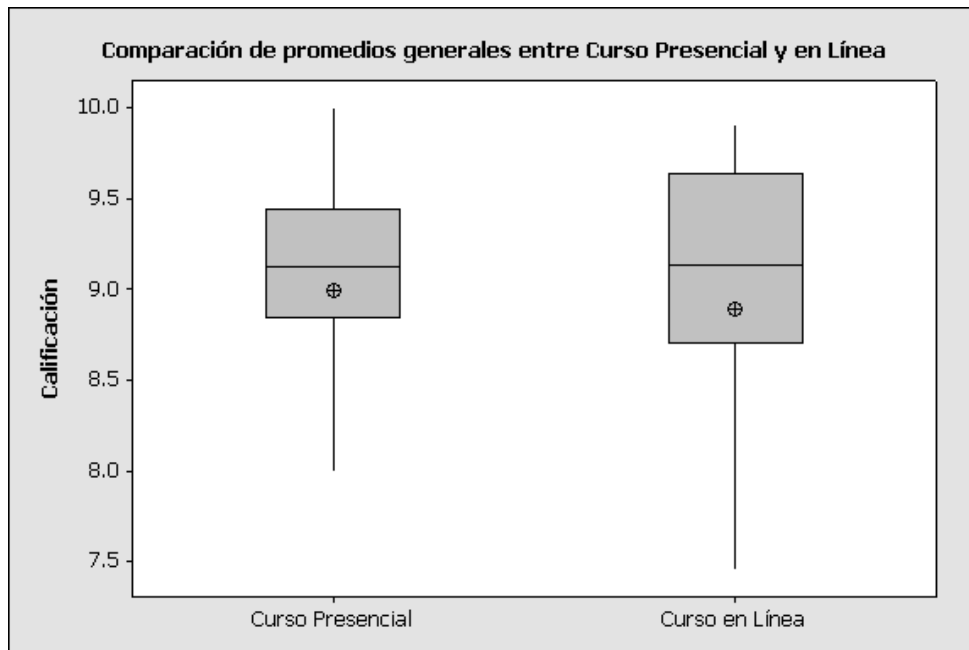 Comparación de promedios generales entre Curso Presencial y en Línea
Calificación
10.0
9.5
9.0
8.5
8.0
7.5
Curso Presencial
Curso en Línea